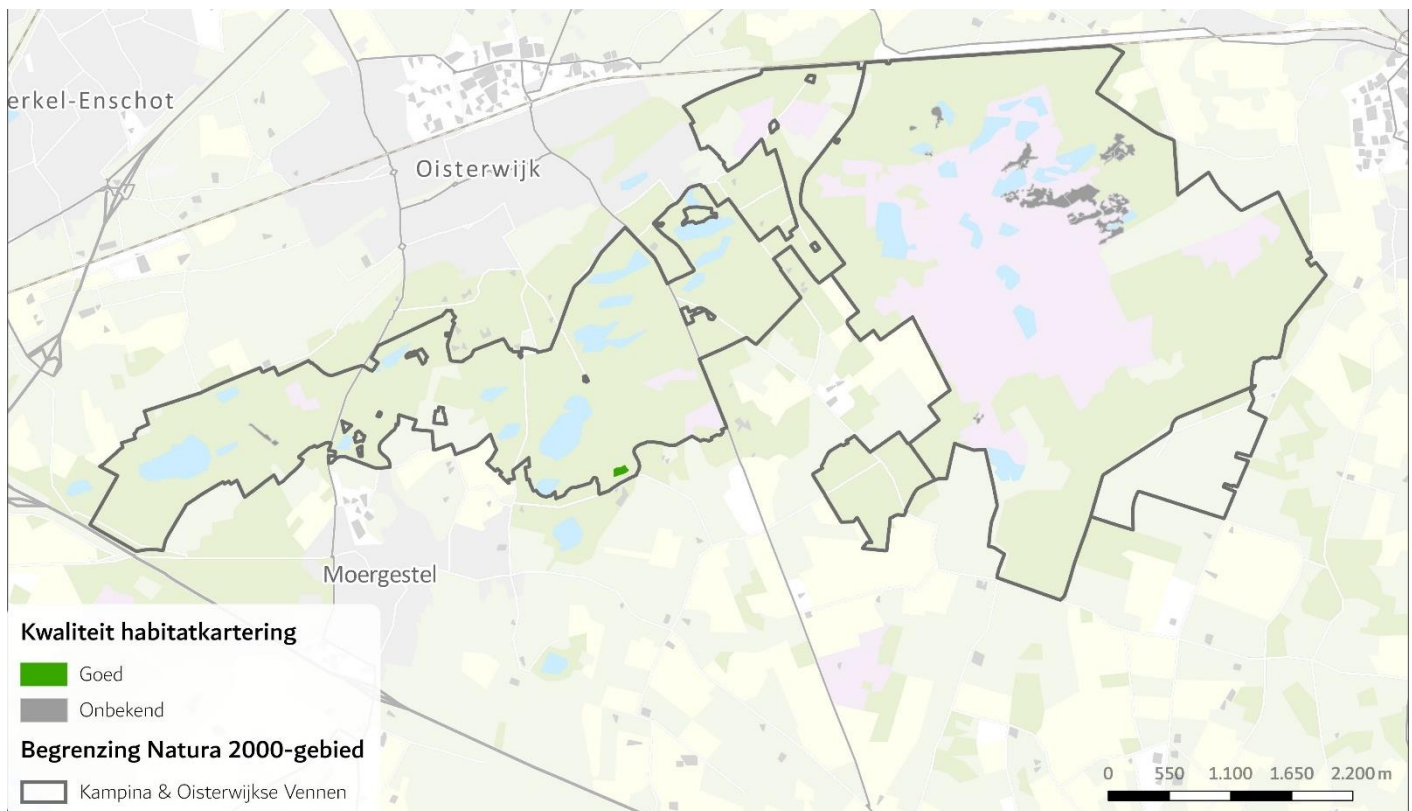 erkel-Enschot
Oisterwijk
Moergestel
Kwaliteit habitatkartering
Goed
Onbekend
Begrenzing Natura 2000-gebied
Kampina & Oisterwijkse Vennen
0 550 1.100 1.650 2.200 m